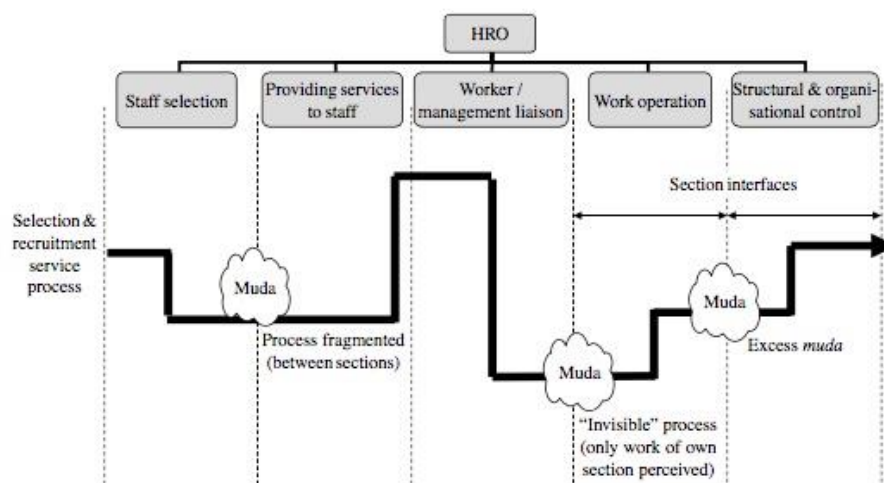 HRO
Staff selection
Providing services
to staff
Worker /
management liaison
Work operation
Structural & organi-
sational control
Section interfaces
Selection &
recruitment
service
process
Muda
Process fragmented
(between sections)
Muda
Muda
Excess muda
"Invisible" process
(only work of own
section perceived)